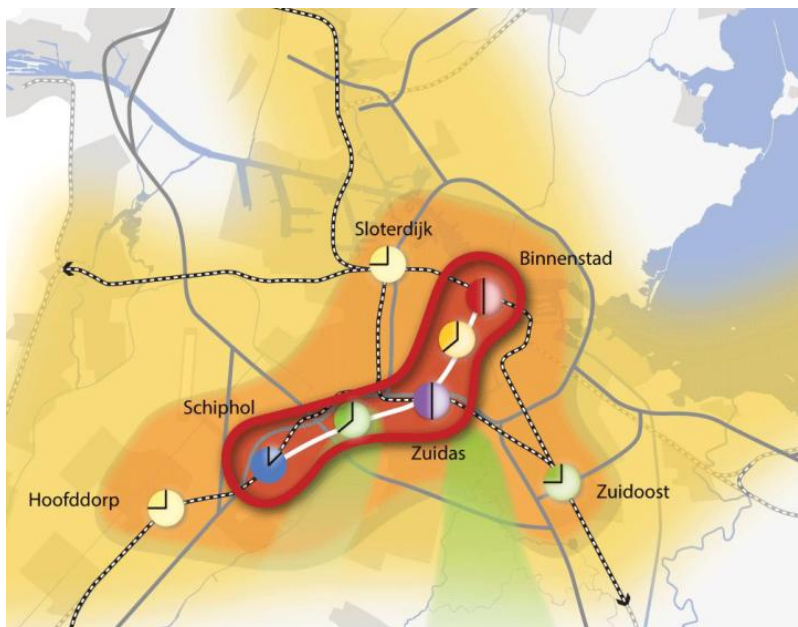 Sloterdijk
Binnenstad
Schiphol
Zuidas
Hoofddorp
Zuidoost